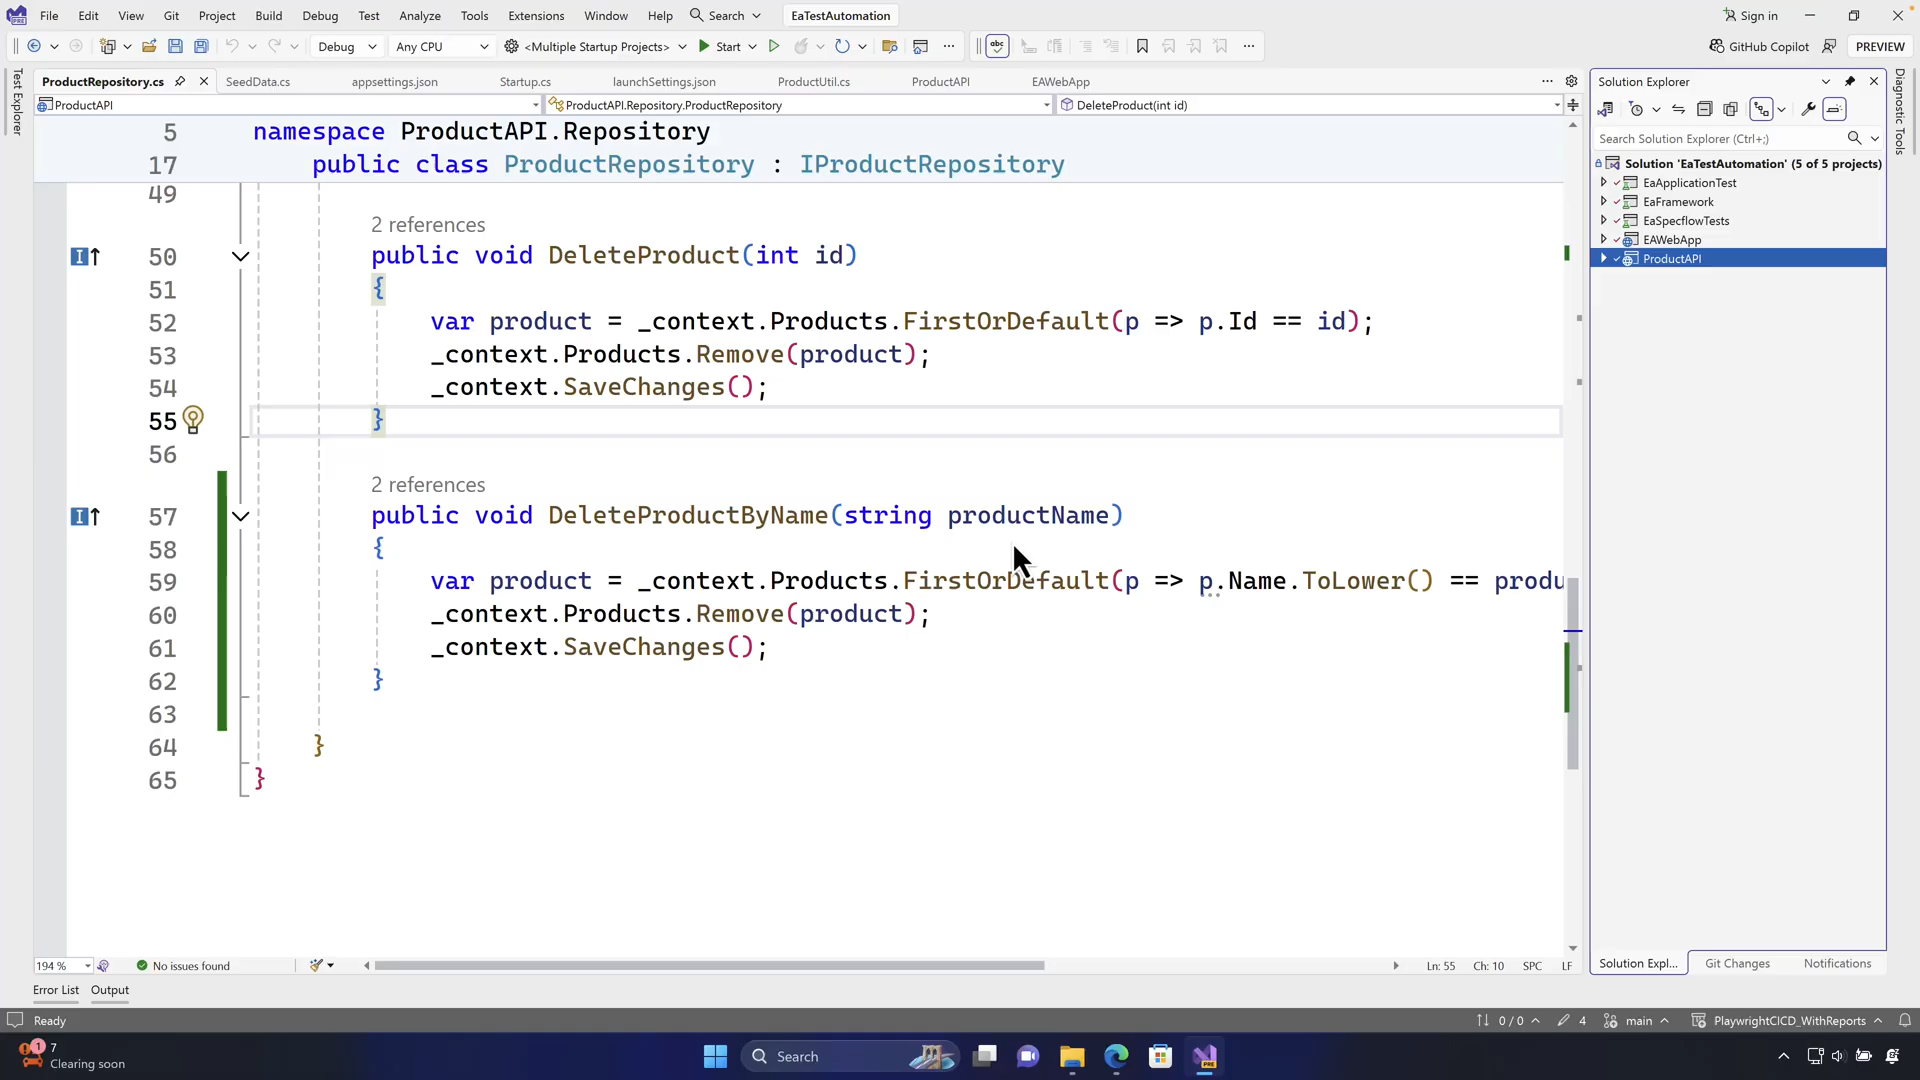 File Edit View Git Project Build Debug Test Analyze Tools Extensions Window Help Search EaTestAutomation Sign in
Debug Any CPU <Multiple Startup Projects> Start GitHub Copilot PREVIEW
ProductRepository.cs SeedData.cs appsettings.json Startup.cs launchSettings.json ProductUtil.cs ProductAPI EAWebApp
ProductAPI ProductAPI.Repository.ProductRepository DeleteProduct(int id)
Test Explorer
5 namespace ProductAPI.Repository
17 public class ProductRepository : IProductRepository
49
2 references
50 public void DeleteProduct(int id)
51 {
52 var product = _context.Products.FirstOrDefault(p => p.Id == id);
53 _context.Products.Remove(product);
54 _context.SaveChanges();
55 }
56
2 references
57 public void DeleteProductByName(string productName)
58 {
59 var product = _context.Products.FirstOrDefault(p => p.Name.ToLower() == produ
60 _context.Products.Remove(product);
61 _context.SaveChanges();
62 }
63
64 }
65 }
194 % No issues found Ln: 55 Ch: 10 SPC LF
Error List Output
Solution Explorer
Search Solution Explorer (Ctrl+;)
Solution 'EaTestAutomation' (5 of 5 projects)
EaApplicationTest
EaFramework
EaSpecflowTests
EAWebApp
ProductAPI
Solution Expl... Git Changes Notifications
Diagnostic Tools
Ready 0 / 0 4 main PlaywrightCICD_WithReports
1 7
Clearing soon
Search
PRE